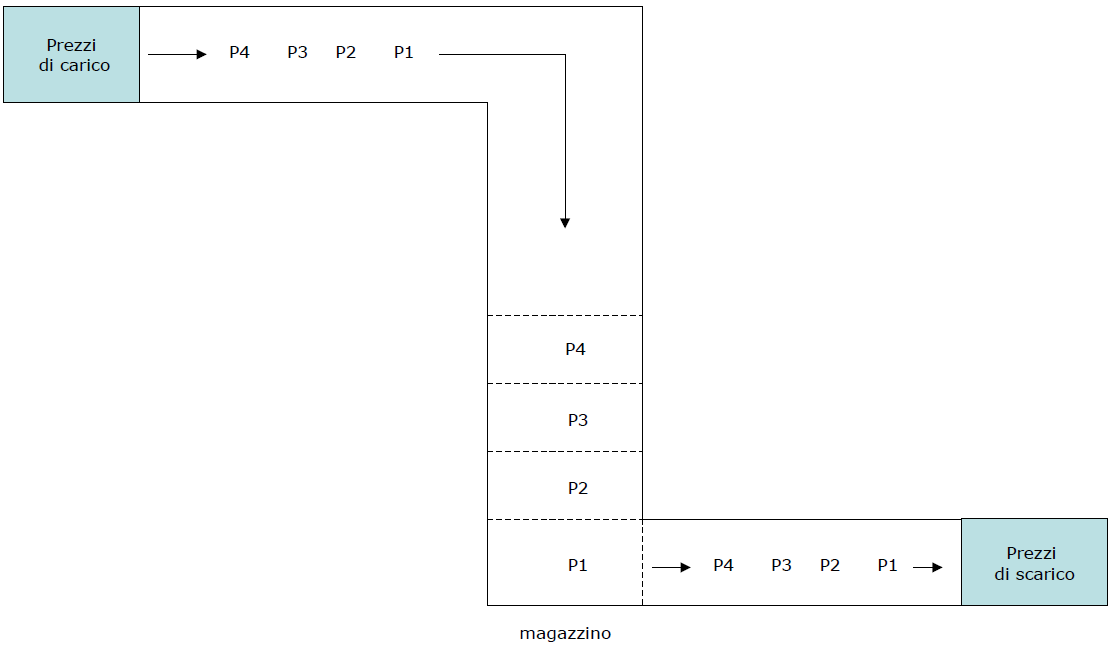 Prezzi
di carico
P4 P3 P2 P1
P4
P3
P2
P1
P4 P3 P2 P1
Prezzi
di scarico
magazzino